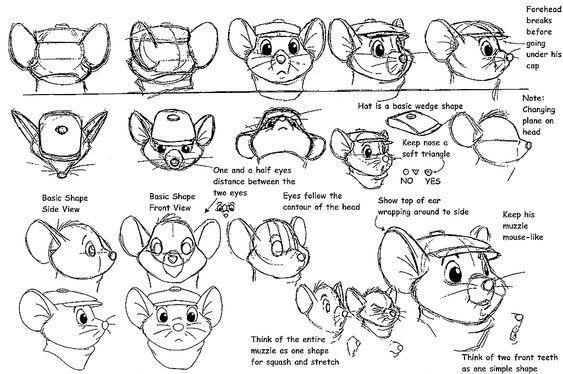 Forehead
breaks
before
going
under his
cap
Hat is a basic wedge shape
Note:
Changing
plane on
head
Keep nose a
soft triangle
NO YES
One and a half eyes
distance between the
two eyes
Basic Shape
Side View
Basic Shape
Front View
Eyes follow the
contour of the head
Show top of ear
wrapping around to side
Keep his
muzzle
mouse-like
Think of the entire
muzzle as one shape
for squash and stretch
Think of two front teeth
as one simple shape